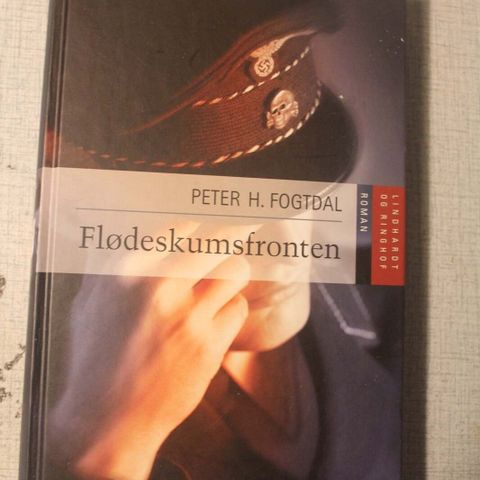 PETER H. FOGTDAL
Flødeskumsfronten
ROMAN
LINDHARDT
OG RINGHOF